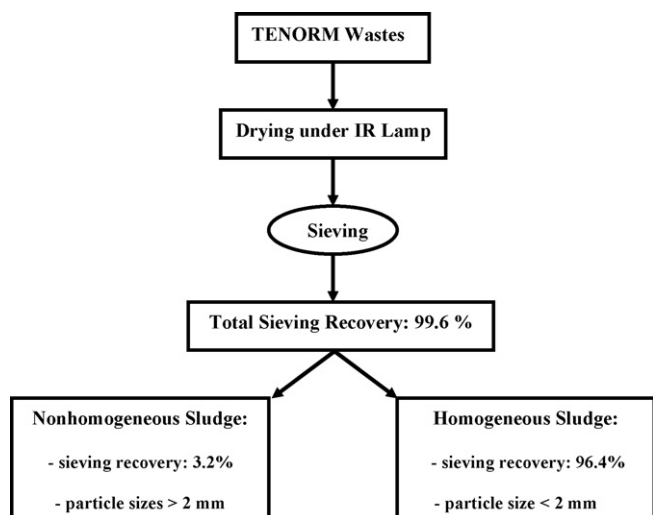 TENORM Wastes
Drying under IR Lamp
Sieving
Total Sieving Recovery: 99.6 %
Nonhomogeneous Sludge:
- sieving recovery: 3.2%
- particle sizes > 2 mm
Homogeneous Sludge:
- sieving recovery: 96.4%
- particle size < 2 mm